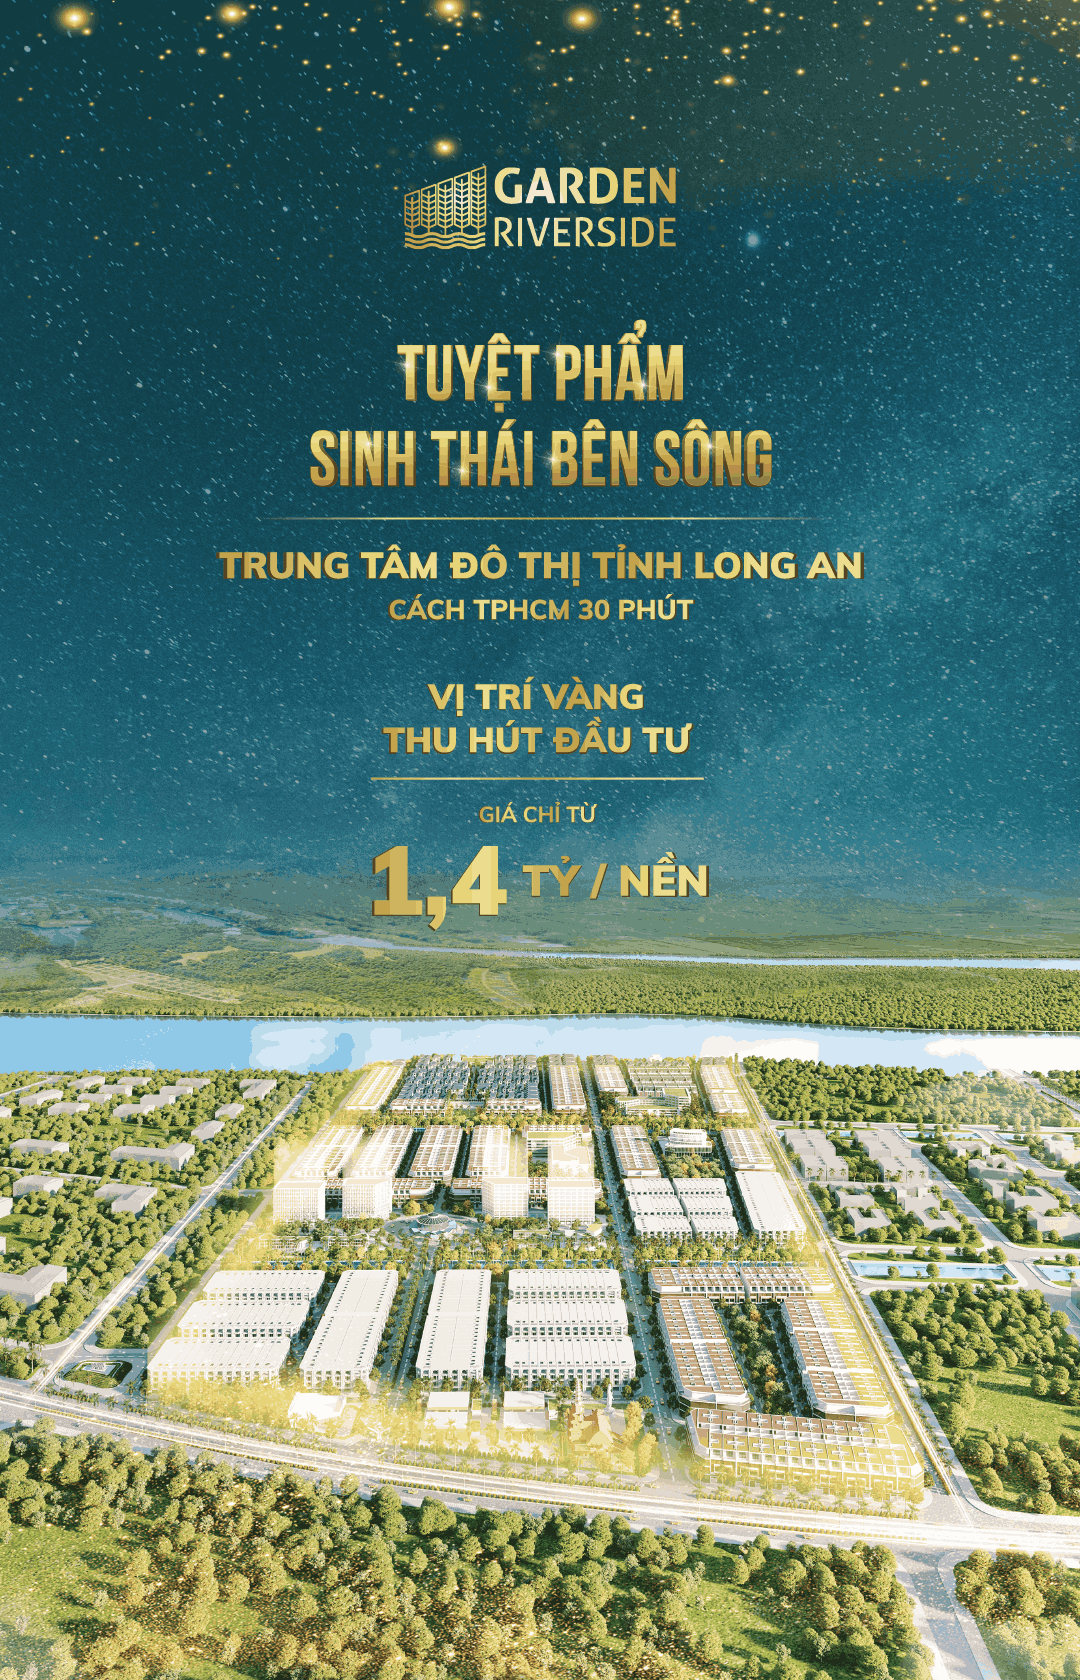 GARDEN
RIVERSIDE
TUYỆT PHẨM
SINH THÁI BÊN SÔNG
TRUNG TÂM ĐÔ THỊ TỈNH LONG AN
CÁCH TPHCM 30 PHÚT
VỊ TRÍ VÀNG
THU HÚT ĐẦU TƯ
GIÁ CHỈ TỪ
1,4 TỶ / NỀN